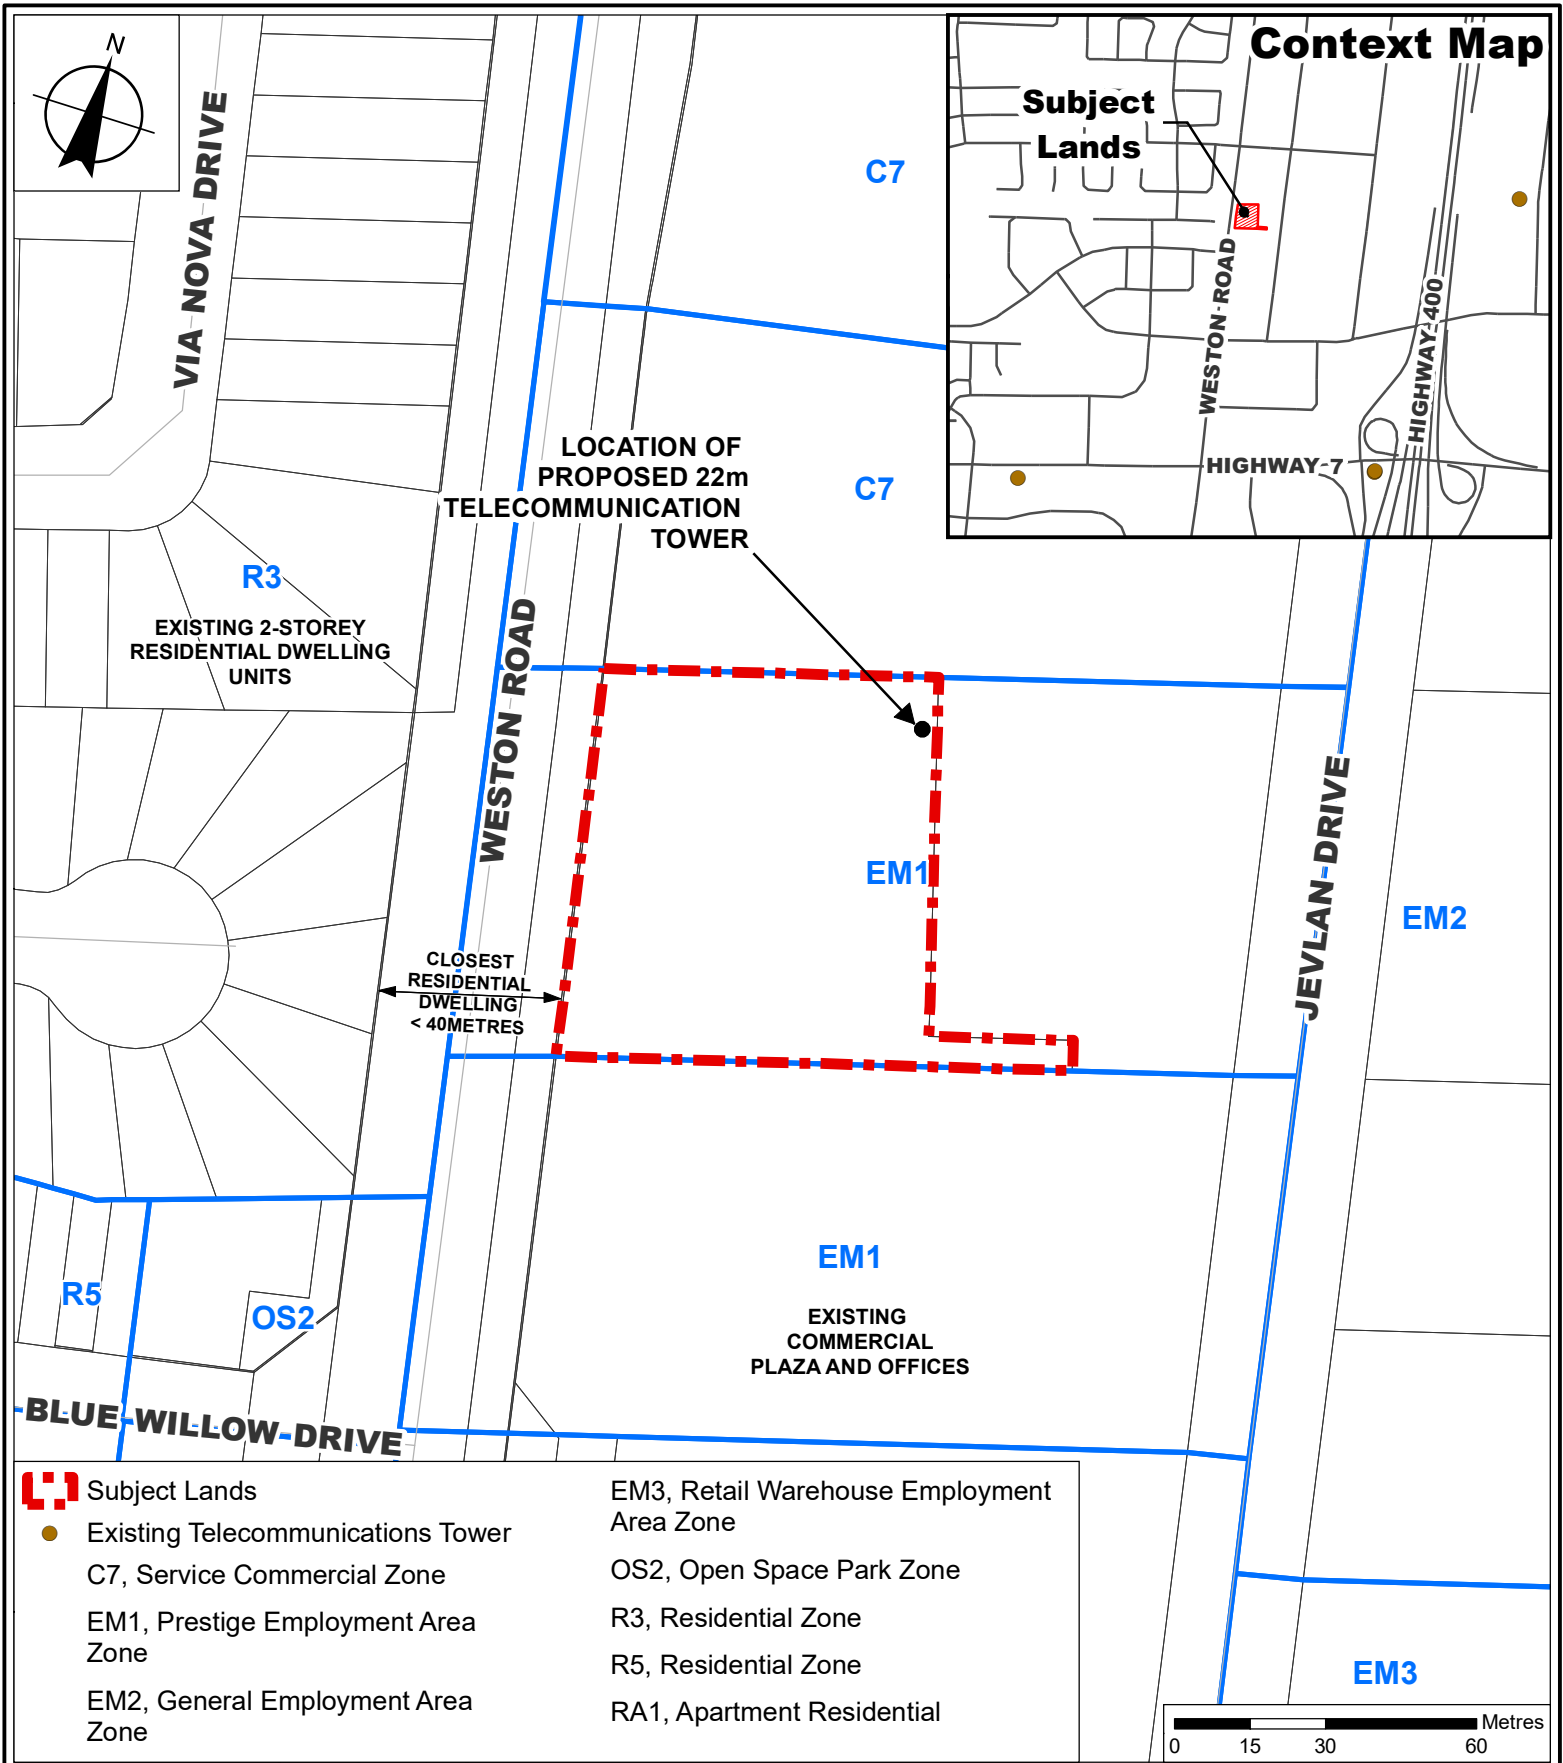 N
Context Map
Subject
Lands
WESTON ROAD
HIGHWAY 400
HIGHWAY 7
VIA NOVA DRIVE
C7
LOCATION OF
PROPOSED 22m
TELECOMMUNICATION
TOWER
C7
R3
EXISTING 2-STOREY
RESIDENTIAL DWELLING
UNITS
WESTON ROAD
EM1
JEVLAN DRIVE
EM2
CLOSEST
RESIDENTIAL
DWELLING
< 40METRES
EM1
EXISTING
COMMERCIAL
PLAZA AND OFFICES
R5
OS2
BLUE WILLOW DRIVE
EM3
Subject Lands
Existing Telecommunications Tower
C7, Service Commercial Zone
EM1, Prestige Employment Area
Zone
EM2, General Employment Area
Zone
EM3, Retail Warehouse Employment
Area Zone
OS2, Open Space Park Zone
R3, Residential Zone
R5, Residential Zone
RA1, Apartment Residential
Metres
0 15 30 60